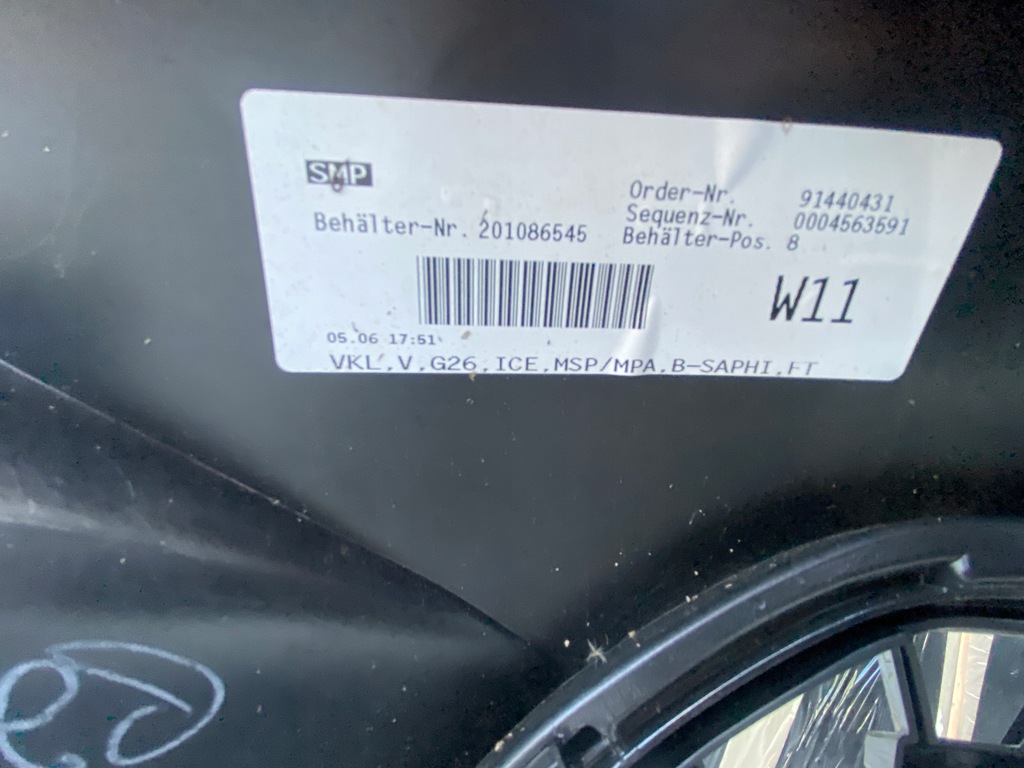 SMP
Order-Nr. 91440431
Sequenz-Nr. 0004563591
Behälter-Nr. 201086545 Behälter-Pos. 8
W11
05.06 17:51
VKL.V.G26.ICE.MSP/MPA.B-SAPHI.FT